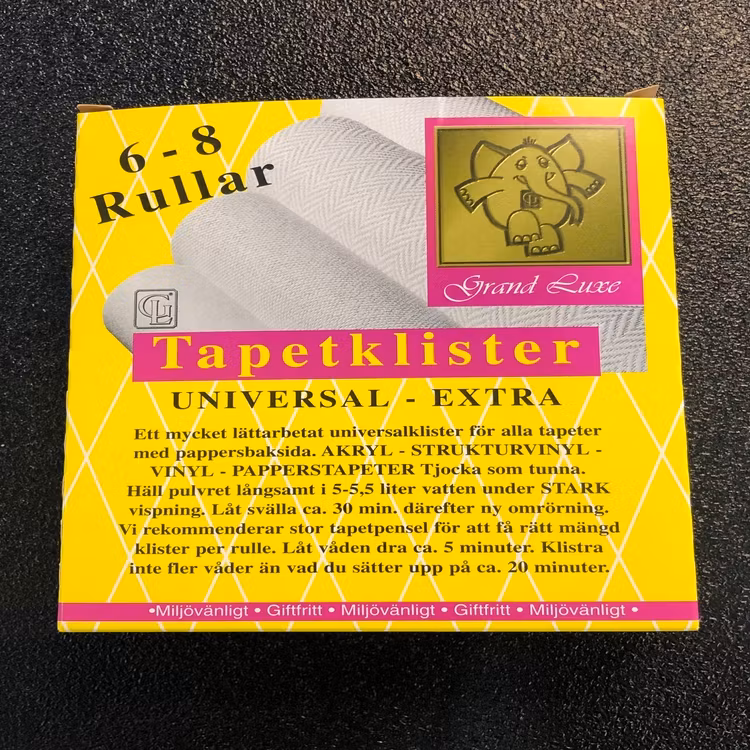 6 - 8
Rullar
GL
Grand Luxe
GL
Tapetklister
UNIVERSAL - EXTRA
Ett mycket lättarbetat universalklister för alla tapeter
med pappersbaksida. AKRYL - STRUKTURVINYL -
VINYL - PAPPERSTAPETER Tjocka som tunna.
Häll pulvret långsamt i 5-5,5 liter vatten under STARK
vispning. Låt svälla ca. 30 min. därefter ny omrörning.
Vi rekommenderar stor tapetpensel för att få rätt mängd
klister per rulle. Låt våden dra ca. 5 minuter. Klistra
inte fler våder än vad du sätter upp på ca. 20 minuter.
•Miljövänligt • Giftfritt • Miljövänligt • Giftfritt • Miljövänligt •